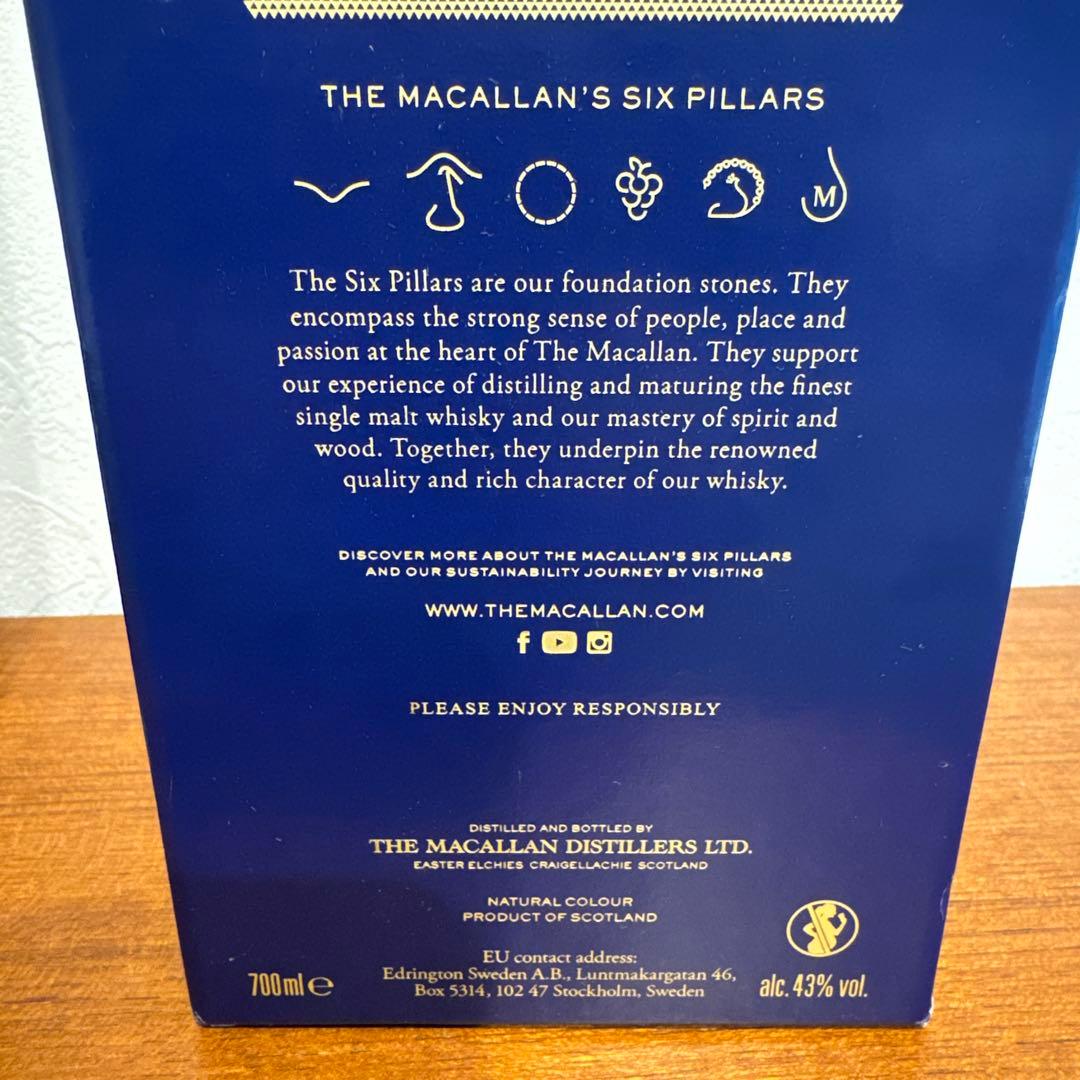 THE MACALLAN'S SIX PILLARS
M
The Six Pillars are our foundation stones. They
encompass the strong sense of people, place and
passion at the heart of The Macallan. They support
our experience of distilling and maturing the finest
single malt whisky and our mastery of spirit and
wood. Together, they underpin the renowned
quality and rich character of our whisky.
DISCOVER MORE ABOUT THE MACALLAN'S SIX PILLARS
AND OUR SUSTAINABILITY JOURNEY BY VISITING
WWW.THEMACALLAN.COM
f
PLEASE ENJOY RESPONSIBLY
DISTILLED AND BOTTLED BY
THE MACALLAN DISTILLERS LTD.
EASTER ELCHIES CRAIGELLACHIE SCOTLAND
NATURAL COLOUR
PRODUCT OF SCOTLAND
EU contact address:
Edrington Sweden A.B., Luntmakargatan 46,
Box 5314, 102 47 Stockholm, Sweden
700ml e
alc. 43% vol.